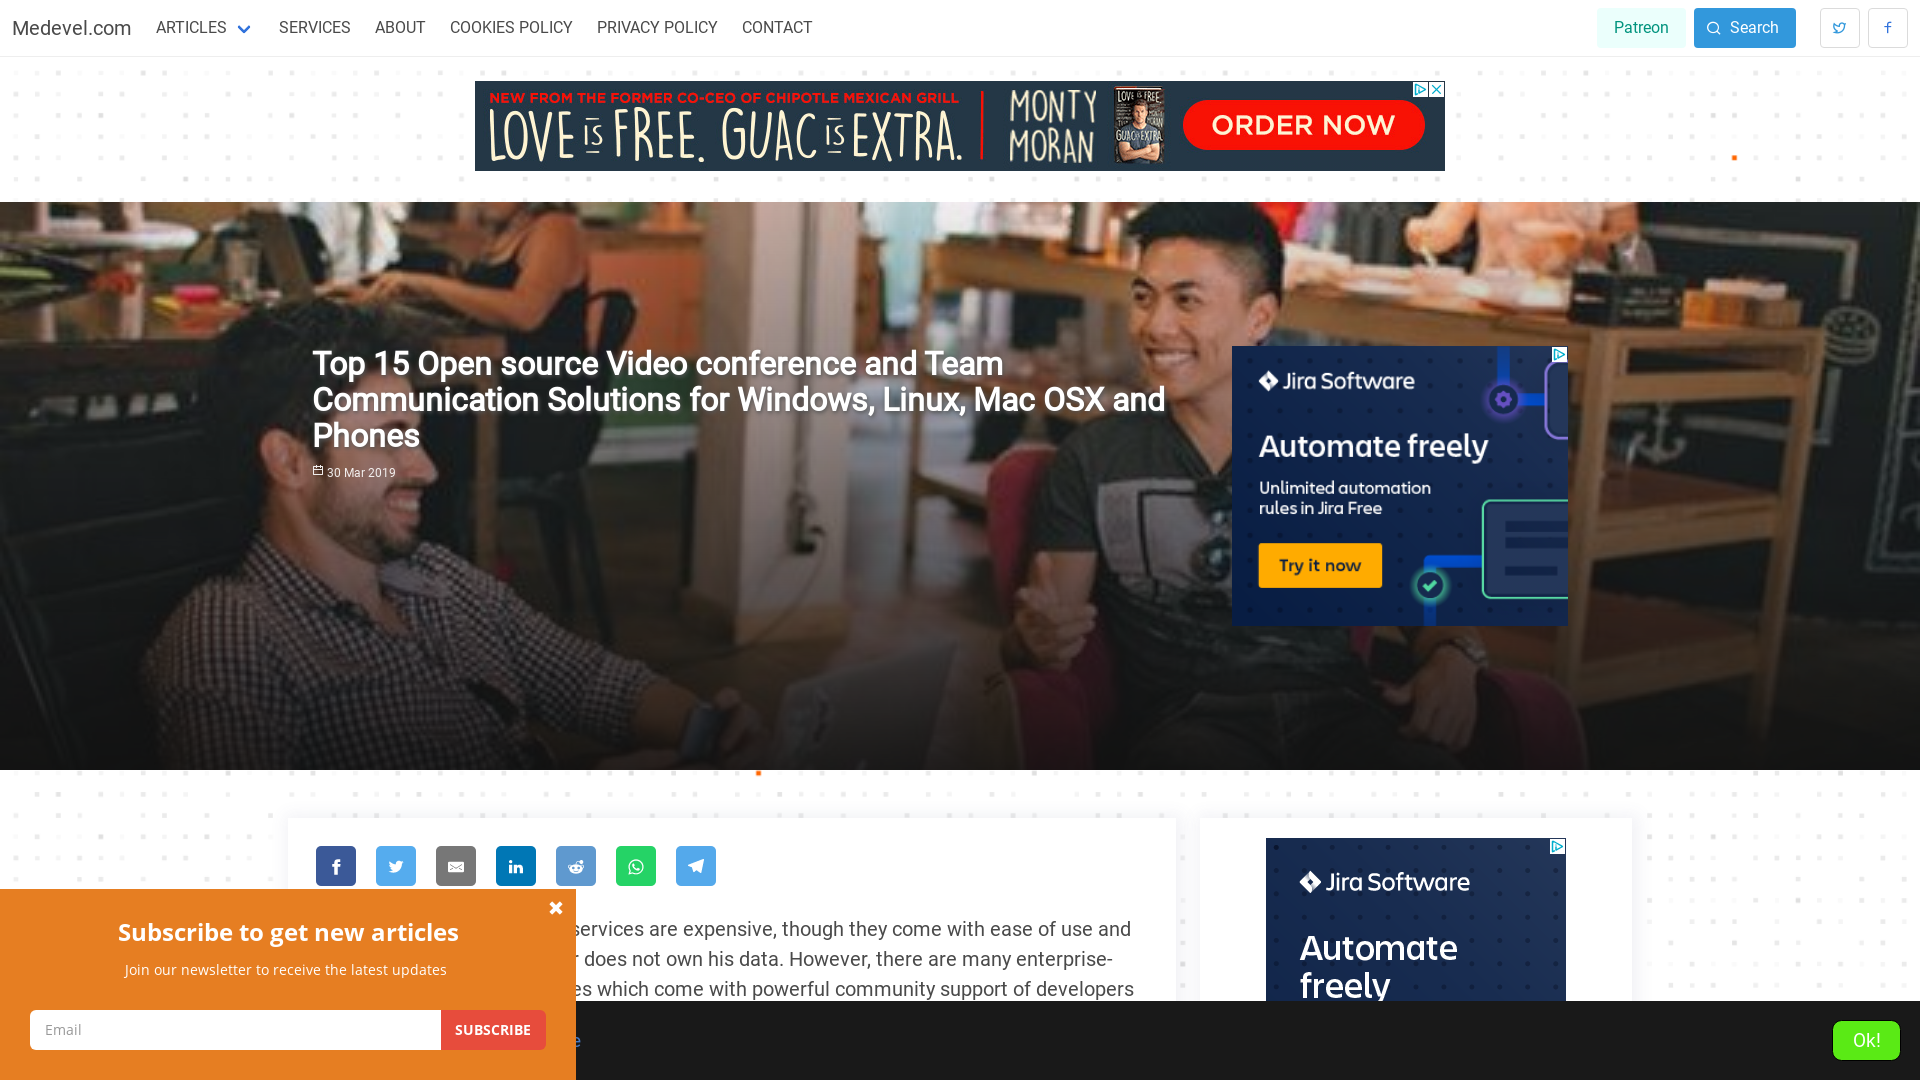 Medevel.com
ARTICLES
SERVICES
ABOUT
COOKIES POLICY
PRIVACY POLICY
CONTACT
Patreon
Search
NEW FROM THE FORMER CO-CEO OF CHIPOTLE MEXICAN GRILL
LOVE IS FREE. GUAC IS EXTRA.
MONTY
MORAN
LOVE IS FREE
GUAC IS EXTRA
ORDER NOW
Top 15 Open source Video conference and Team
Communication Solutions for Windows, Linux, Mac OSX and
Phones
30 Mar 2019
Jira Software
Automate freely
Unlimited automation
rules in Jira Free
Try it now
services are expensive, though they come with ease of use and
does not own his data. However, there are many enterprise-
which come with powerful community support of developers
Jira Software
Automate
freely
Subscribe to get new articles
Join our newsletter to receive the latest updates
Email
SUBSCRIBE
Ok!